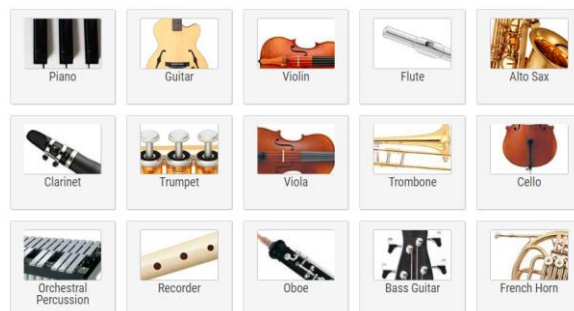 Piano
Guitar
Violin
Flute
Alto Sax
Clarinet
Trumpet
Viola
Trombone
Cello
Orchestral
Percussion
Recorder
Oboe
Bass Guitar
French Horn